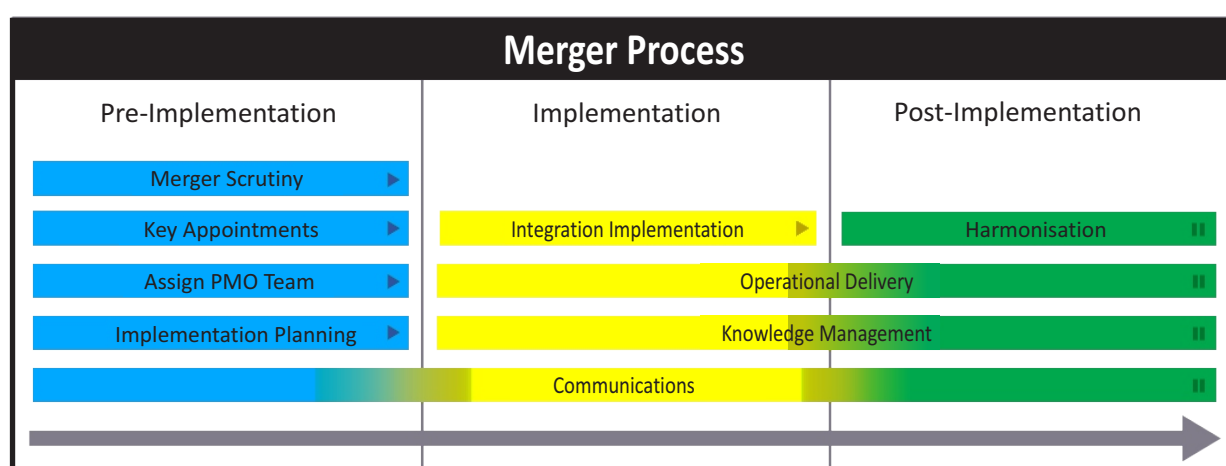 Merger Process
Pre-Implementation
Implementation
Post-Implementation
Merger Scrutiny
Key Appointments
Integration Implementation
Harmonisation
Assign PMO Team
Operational Delivery
Implementation Planning
Knowledge Management
Communications